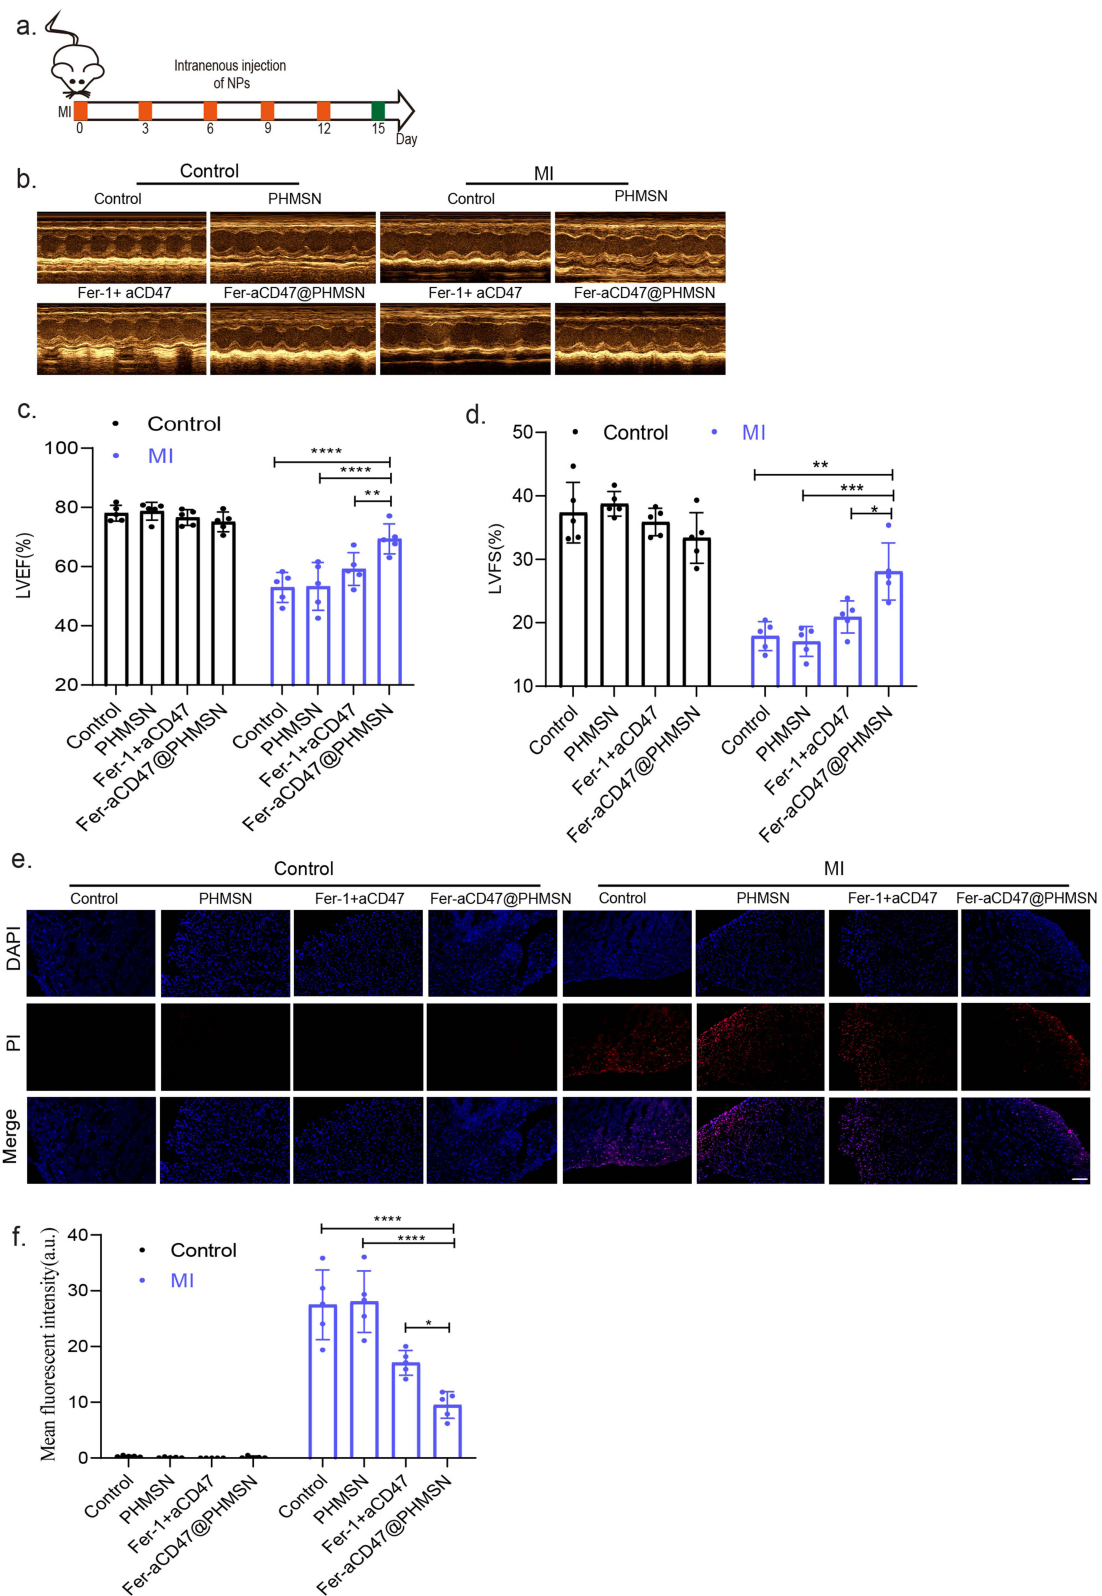 a.
Intranenous injection
of NPs
MI
0 3 6 9 12 15
Day
b.
Control MI
Control PHMSN Control PHMSN
Fer-1+ aCD47 Fer-aCD47@PHMSN Fer-1+ aCD47 Fer-aCD47@PHMSN
c.
Control
MI
LVEF(%)
100
80
60
40
20
****
****
**
Control PHMSN Fer-1+aCD47 Fer-aCD47@PHMSN Control PHMSN Fer-1+aCD47 Fer-aCD47@PHMSN
d.
Control MI
LVFS(%)
50
40
30
20
10
**
***
*
Control PHMSN Fer-1+aCD47 Fer-aCD47@PHMSN Control PHMSN Fer-1+aCD47 Fer-aCD47@PHMSN
e.
Control MI
Control PHMSN Fer-1+aCD47 Fer-aCD47@PHMSN Control PHMSN Fer-1+aCD47 Fer-aCD47@PHMSN
DAPI
PI
Merge
f.
Control
MI
Mean fluorescent intensity(a.u.)
40
30
20
10
0
****
****
*
Control PHMSN Fer-1+aCD47 Fer-aCD47@PHMSN Control PHMSN Fer-1+aCD47 Fer-aCD47@PHMSN